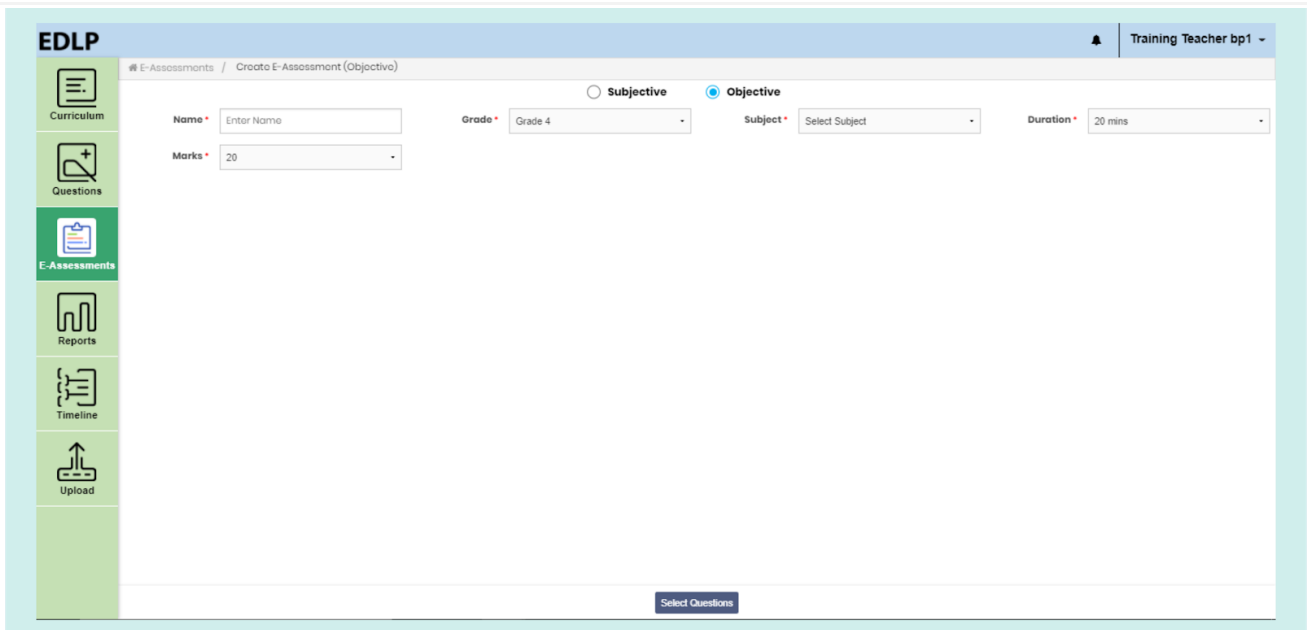 EDLP
Training Teacher bp1
E-Assessments / Create E-Assessment (Objective)
Subjective Objective
Name * Enter Name Grade * Grade 4 Subject * Select Subject Duration * 20 mins
Marks * 20
Curriculum
Questions
E-Assessments
Reports
Timeline
Upload
Select Questions